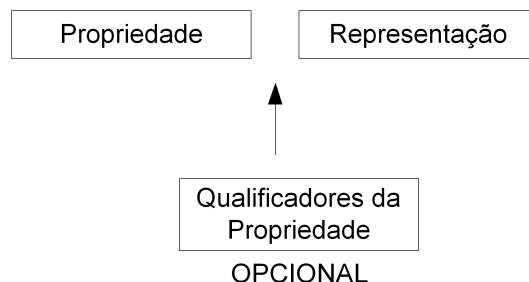 Propriedade
Representação
Qualificadores da
Propriedade
OPCIONAL